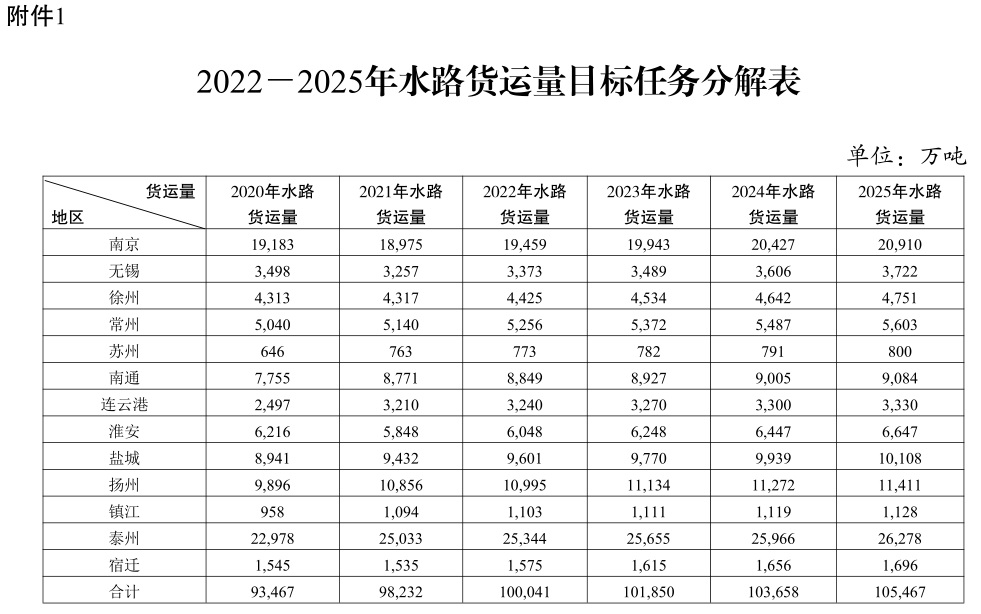 附件1
2022－2025年水路货运量目标任务分解表
单位：万吨
货运量 2020年水路 2021年水路 2022年水路 2023年水路 2024年水路 2025年水路
地区 货运量 货运量 货运量 货运量 货运量 货运量
南京 19,183 18,975 19,459 19,943 20,427 20,910
无锡 3,498 3,257 3,373 3,489 3,606 3,722
徐州 4,313 4,317 4,425 4,534 4,642 4,751
常州 5,040 5,140 5,256 5,372 5,487 5,603
苏州 646 763 773 782 791 800
南通 7,755 8,771 8,849 8,927 9,005 9,084
连云港 2,497 3,210 3,240 3,270 3,300 3,330
淮安 6,216 5,848 6,048 6,248 6,447 6,647
盐城 8,941 9,432 9,601 9,770 9,939 10,108
扬州 9,896 10,856 10,995 11,134 11,272 11,411
镇江 958 1,094 1,103 1,111 1,119 1,128
泰州 22,978 25,033 25,344 25,655 25,966 26,278
宿迁 1,545 1,535 1,575 1,615 1,656 1,696
合计 93,467 98,232 100,041 101,850 103,658 105,467